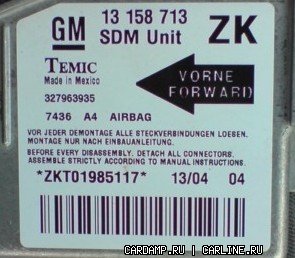 GM 13 158 713 ZK
SDM Unit
TEMIC
Made in Mexico
VORNE
FORWARD
327963935
7436 A4 AIRBAG
VOR JEDER DEMONTAGE ALLE STECKVERBINDUNGEN LOESEN.
MONTAGE NUR NACH EINBAUANLEITUNG.
BEFORE EVERY DISASSEMBLY: DETACH ALL CONNECTORS.
ASSEMBLE STRICTLY ACCORDING TO MANUAL INSTRUCTIONS.
*ZKT01985117* 13/04 04
CARDAMP.RU | CARLINE.RU